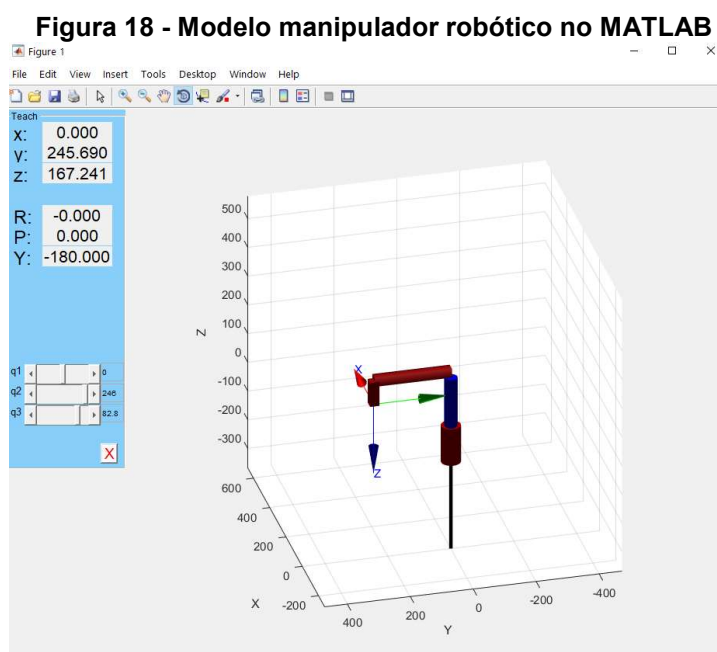 Figura 18 - Modelo manipulador robótico no MATLAB
Figure 1
File Edit View Insert Tools Desktop Window Help
Teach
x: 0.000
y: 245.690
z: 167.241
R: -0.000
P: 0.000
Y: -180.000
q1 0
q2 246
q3 82.8
X
500
400
300
200
100
0
-100
-200
-300
Z
X
Z
600
400
200
0
-200
X
400
200
0
-200
-400
Y